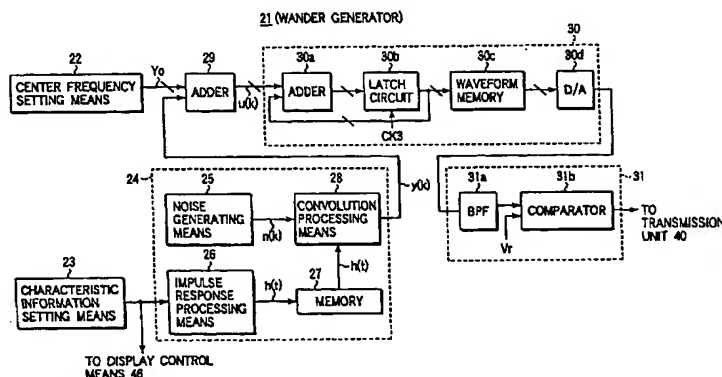 21 (WANDER GENERATOR)
22
CENTER FREQUENCY
SETTING MEANS
Yo
29
ADDER
u(k)
30
30a
ADDER
30b
LATCH
CIRCUIT
CK3
30c
WAVEFORM
MEMORY
30d
D/A
24
25
NOISE
GENERATING
MEANS
n(k)
28
CONVOLUTION
PROCESSING
MEANS
y(k)
31a
BPF
Vr
31b
COMPARATOR
31
TO
TRANSMISSION
UNIT 40
23
CHARACTERISTIC
INFORMATION
SETTING MEANS
26
IMPULSE
RESPONSE
PROCESSING
MEANS
h(t)
27
MEMORY
h(t)
TO DISPLAY CONTROL
MEANS 46